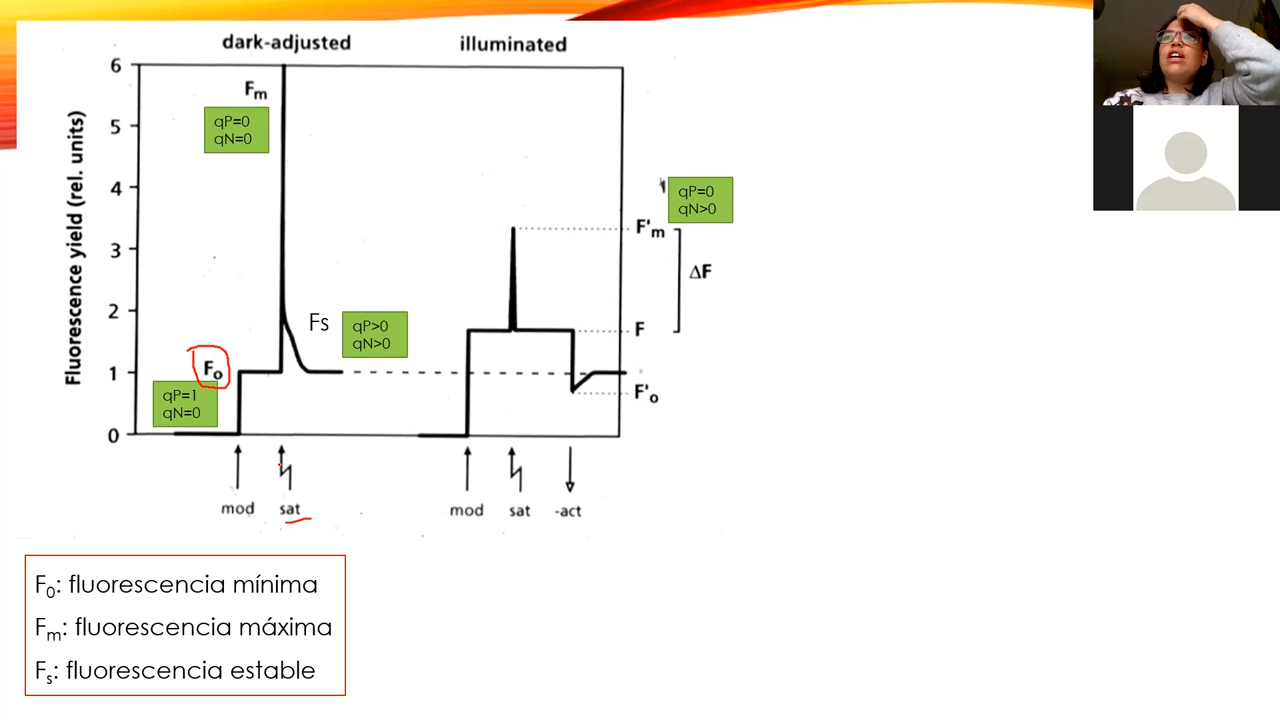 dark-adjusted
illuminated
Fluorescence yield (rel. units)
6
5
4
3
2
1
0
Fm
qP=0
qN=0
Fs
qP>0
qN>0
Fo
qP=1
qN=0
qP=0
qN>0
F'm
ΔF
F
F'o
mod
sat
mod
sat
-act
F0: fluorescencia mínima
Fm: fluorescencia máxima
Fs: fluorescencia estable